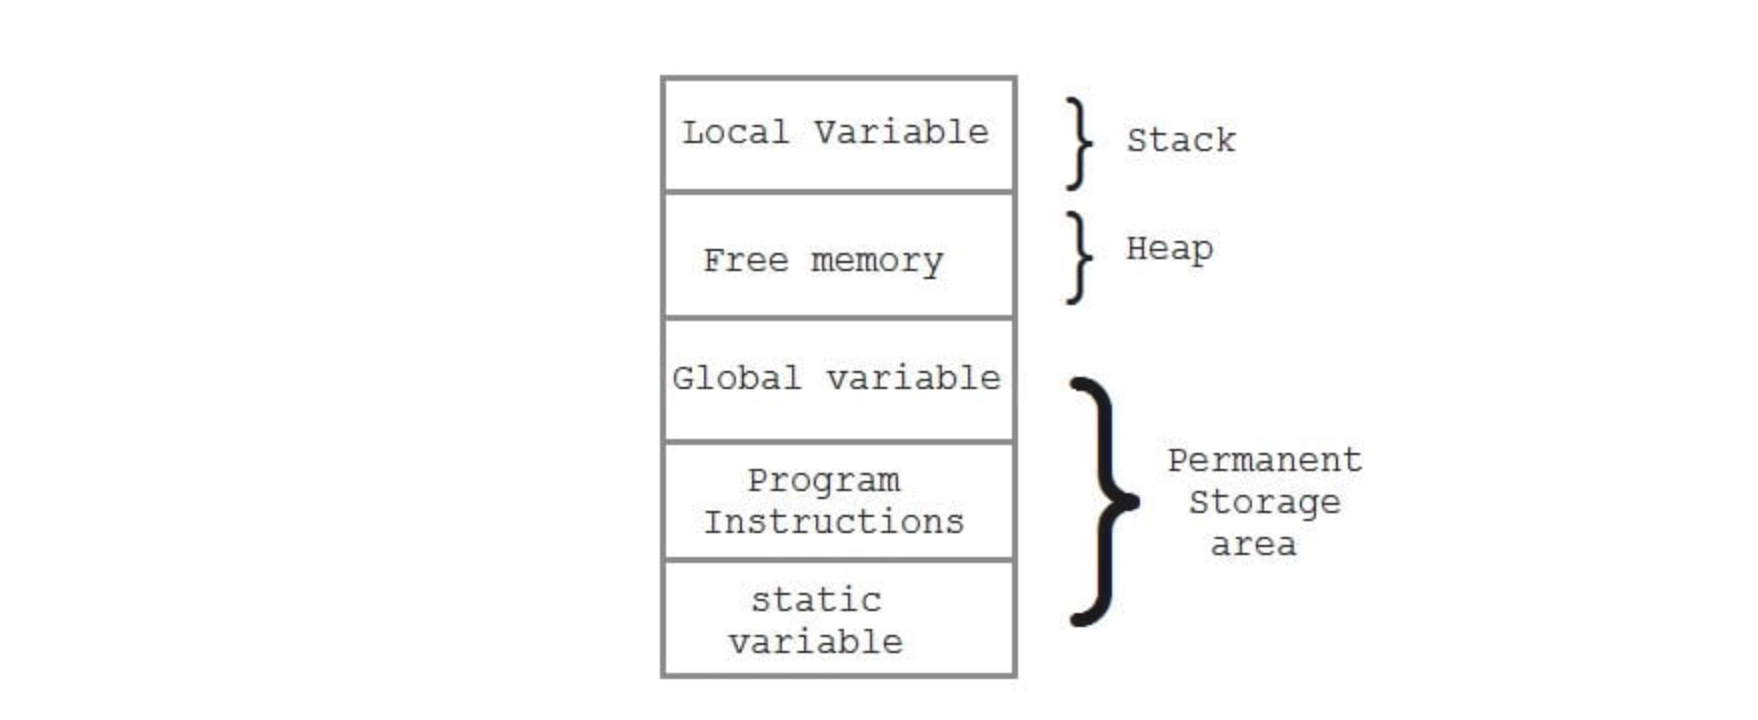 Local Variable
Stack
Free memory
Heap
Global variable
Program
Instructions
Permanent
Storage
area
static
variable